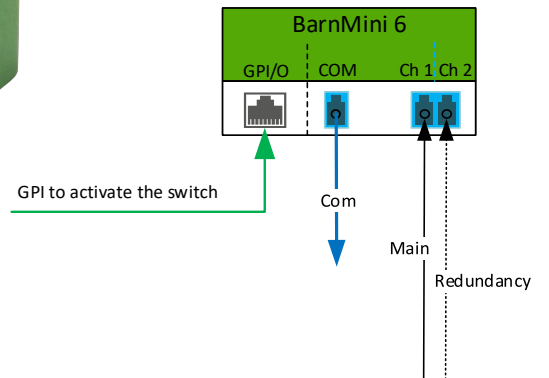 BarnMini 6
GPI/O
COM
Ch 1
Ch 2
C
O
O
GPI to activate the switch
Com
Main
Redundancy